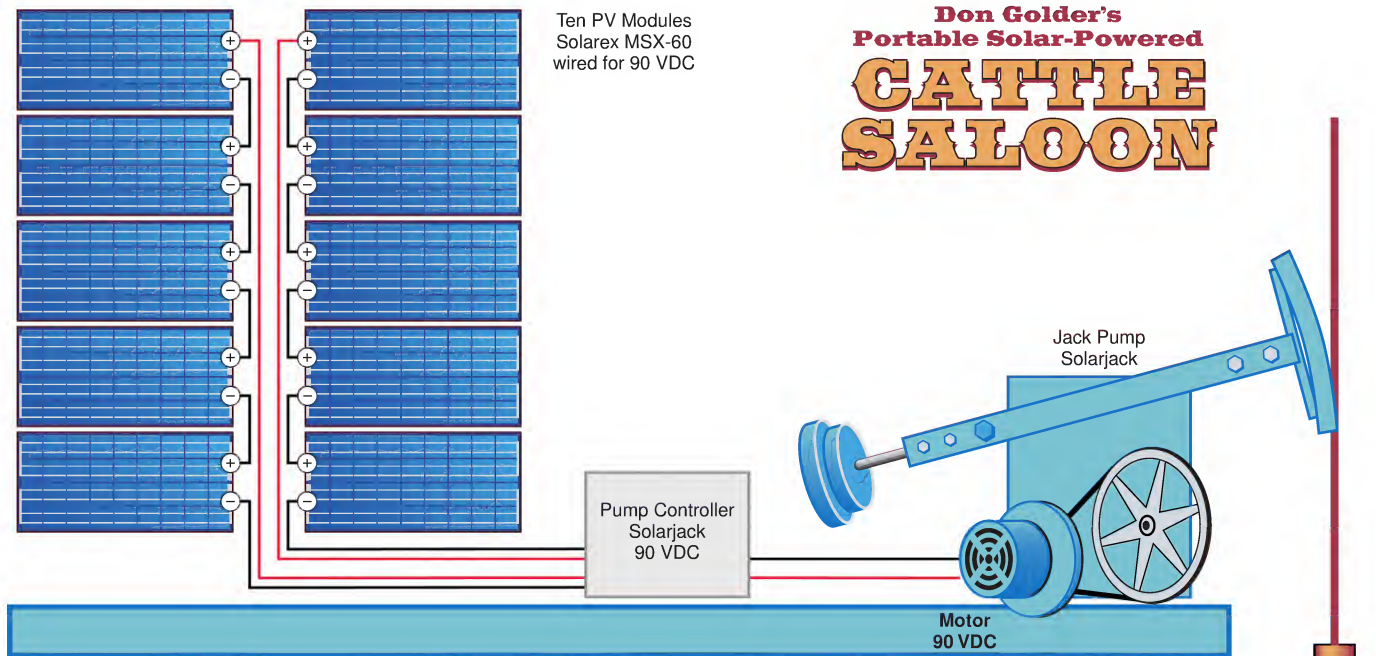 Ten PV Modules
Solarex MSX-60
wired for 90 VDC
Don Golder's
Portable Solar-Powered
CATTLE
SALOON
+ +
− −
+ +
− −
+ +
− −
+ +
− −
+ +
− −
Jack Pump
Solarjack
Pump Controller
Solarjack
90 VDC
Motor
90 VDC